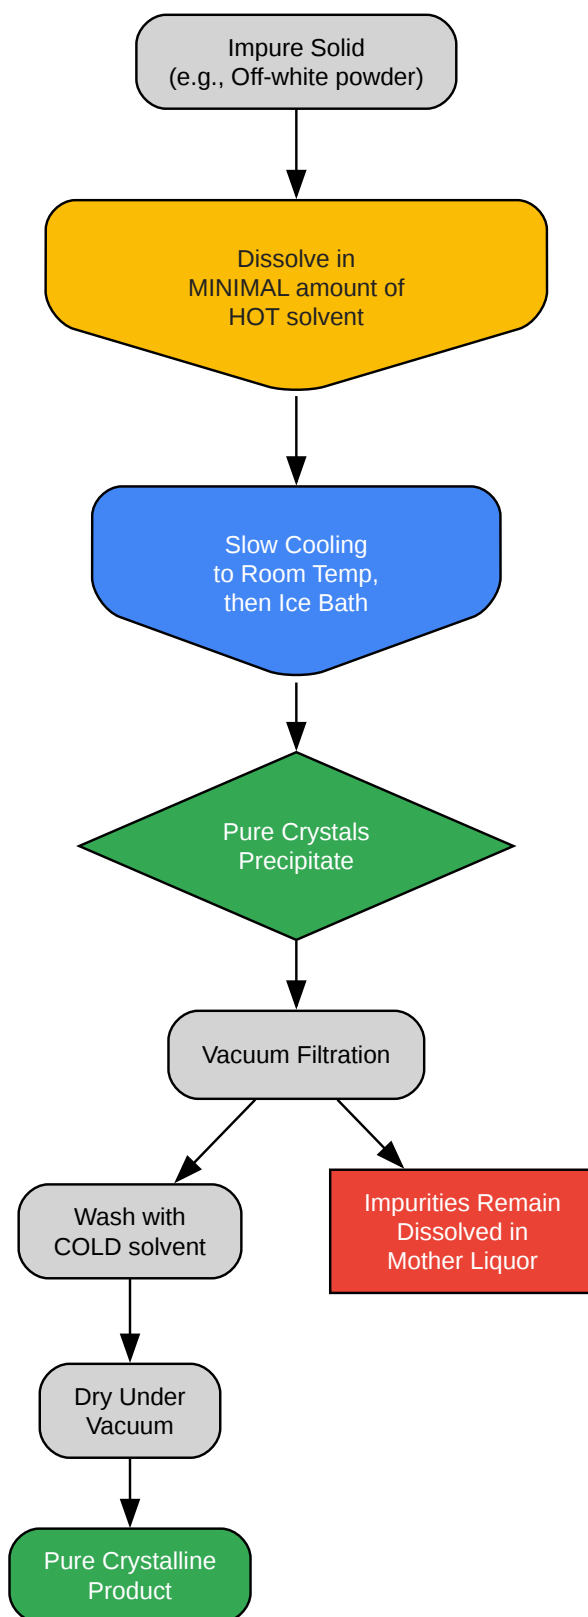 Impure Solid
(e.g., Off-white powder)
Dissolve in
MINIMAL amount of
HOT solvent
Slow Cooling
to Room Temp,
then Ice Bath
Pure Crystals
Precipitate
Vacuum Filtration
Wash with
COLD solvent
Impurities Remain
Dissolved in
Mother Liquor
Dry Under
Vacuum
Pure Crystalline
Product